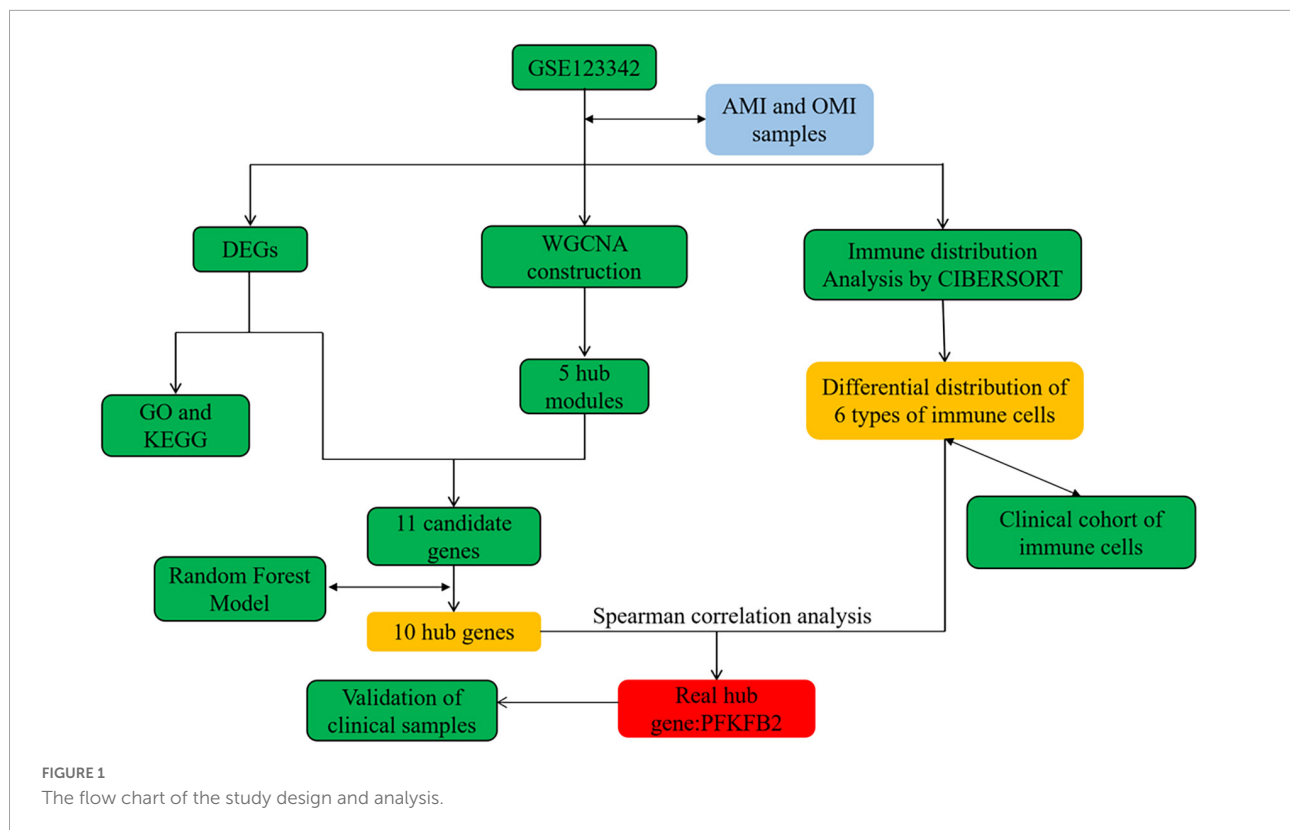 GSE123342
AMI and OMI
samples
DEGs
WGCNA
construction
Immune distribution
Analysis by CIBERSORT
5 hub
modules
Differential distribution of
6 types of immune cells
GO and
KEGG
11 candidate
genes
Clinical cohort of
immune cells
Random Forest
Model
10 hub genes
Spearman correlation analysis
Validation of
clinical samples
Real hub
gene:PFKFB2
FIGURE 1
The flow chart of the study design and analysis.